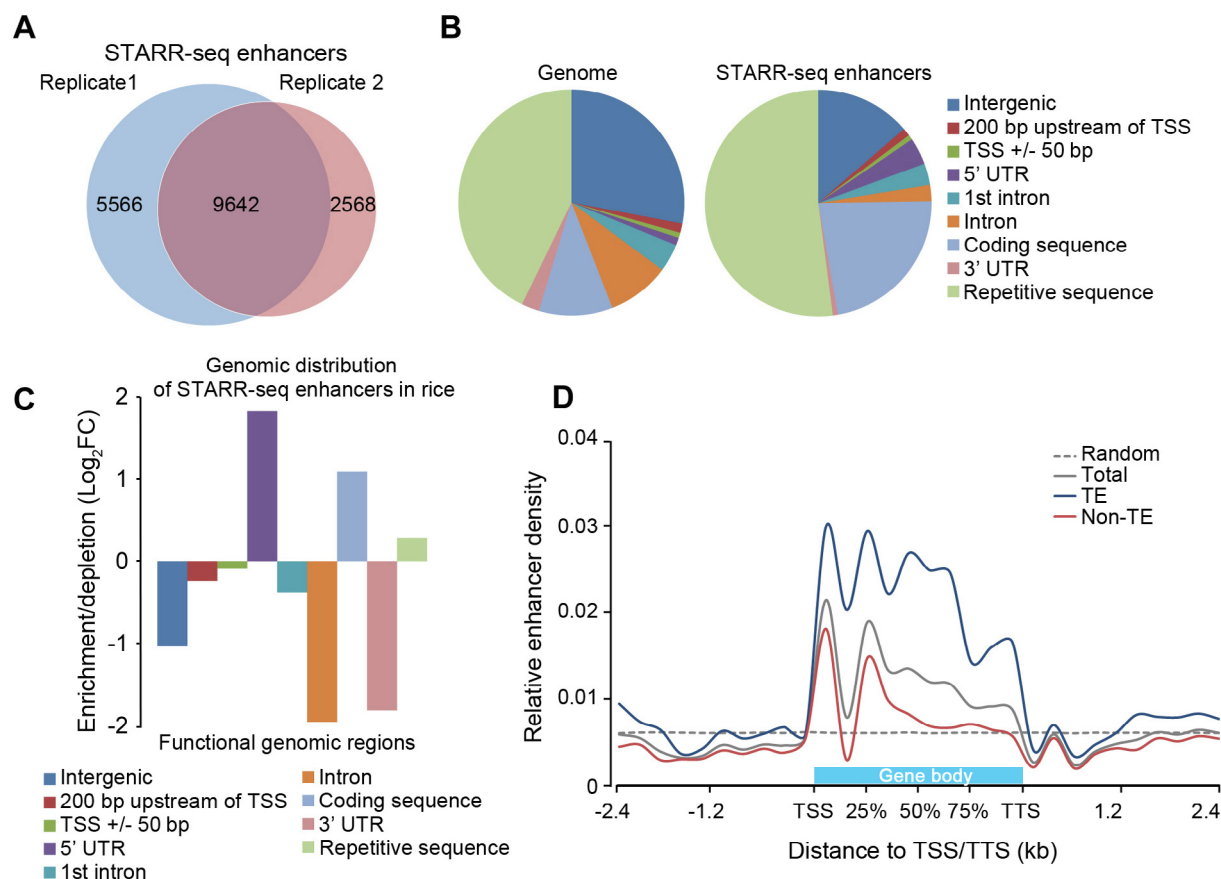 A
STARR-seq enhancers
Replicate1
Replicate 2
5566
9642
2568
B
Genome
STARR-seq enhancers
Intergenic
200 bp upstream of TSS
TSS +/- 50 bp
5' UTR
1st intron
Intron
Coding sequence
3' UTR
Repetitive sequence
C
Genomic distribution
of STARR-seq enhancers in rice
Enrichment/depletion (Log2FC)
2
1
0
-1
-2
Functional genomic regions
Intergenic
200 bp upstream of TSS
TSS +/- 50 bp
5' UTR
1st intron
Intron
Coding sequence
3' UTR
Repetitive sequence
D
Relative enhancer density
0.04
0.03
0.02
0.01
0
Random
Total
TE
Non-TE
Gene body
-2.4
-1.2
TSS
25%
50%
75%
TTS
1.2
2.4
Distance to TSS/TTS (kb)